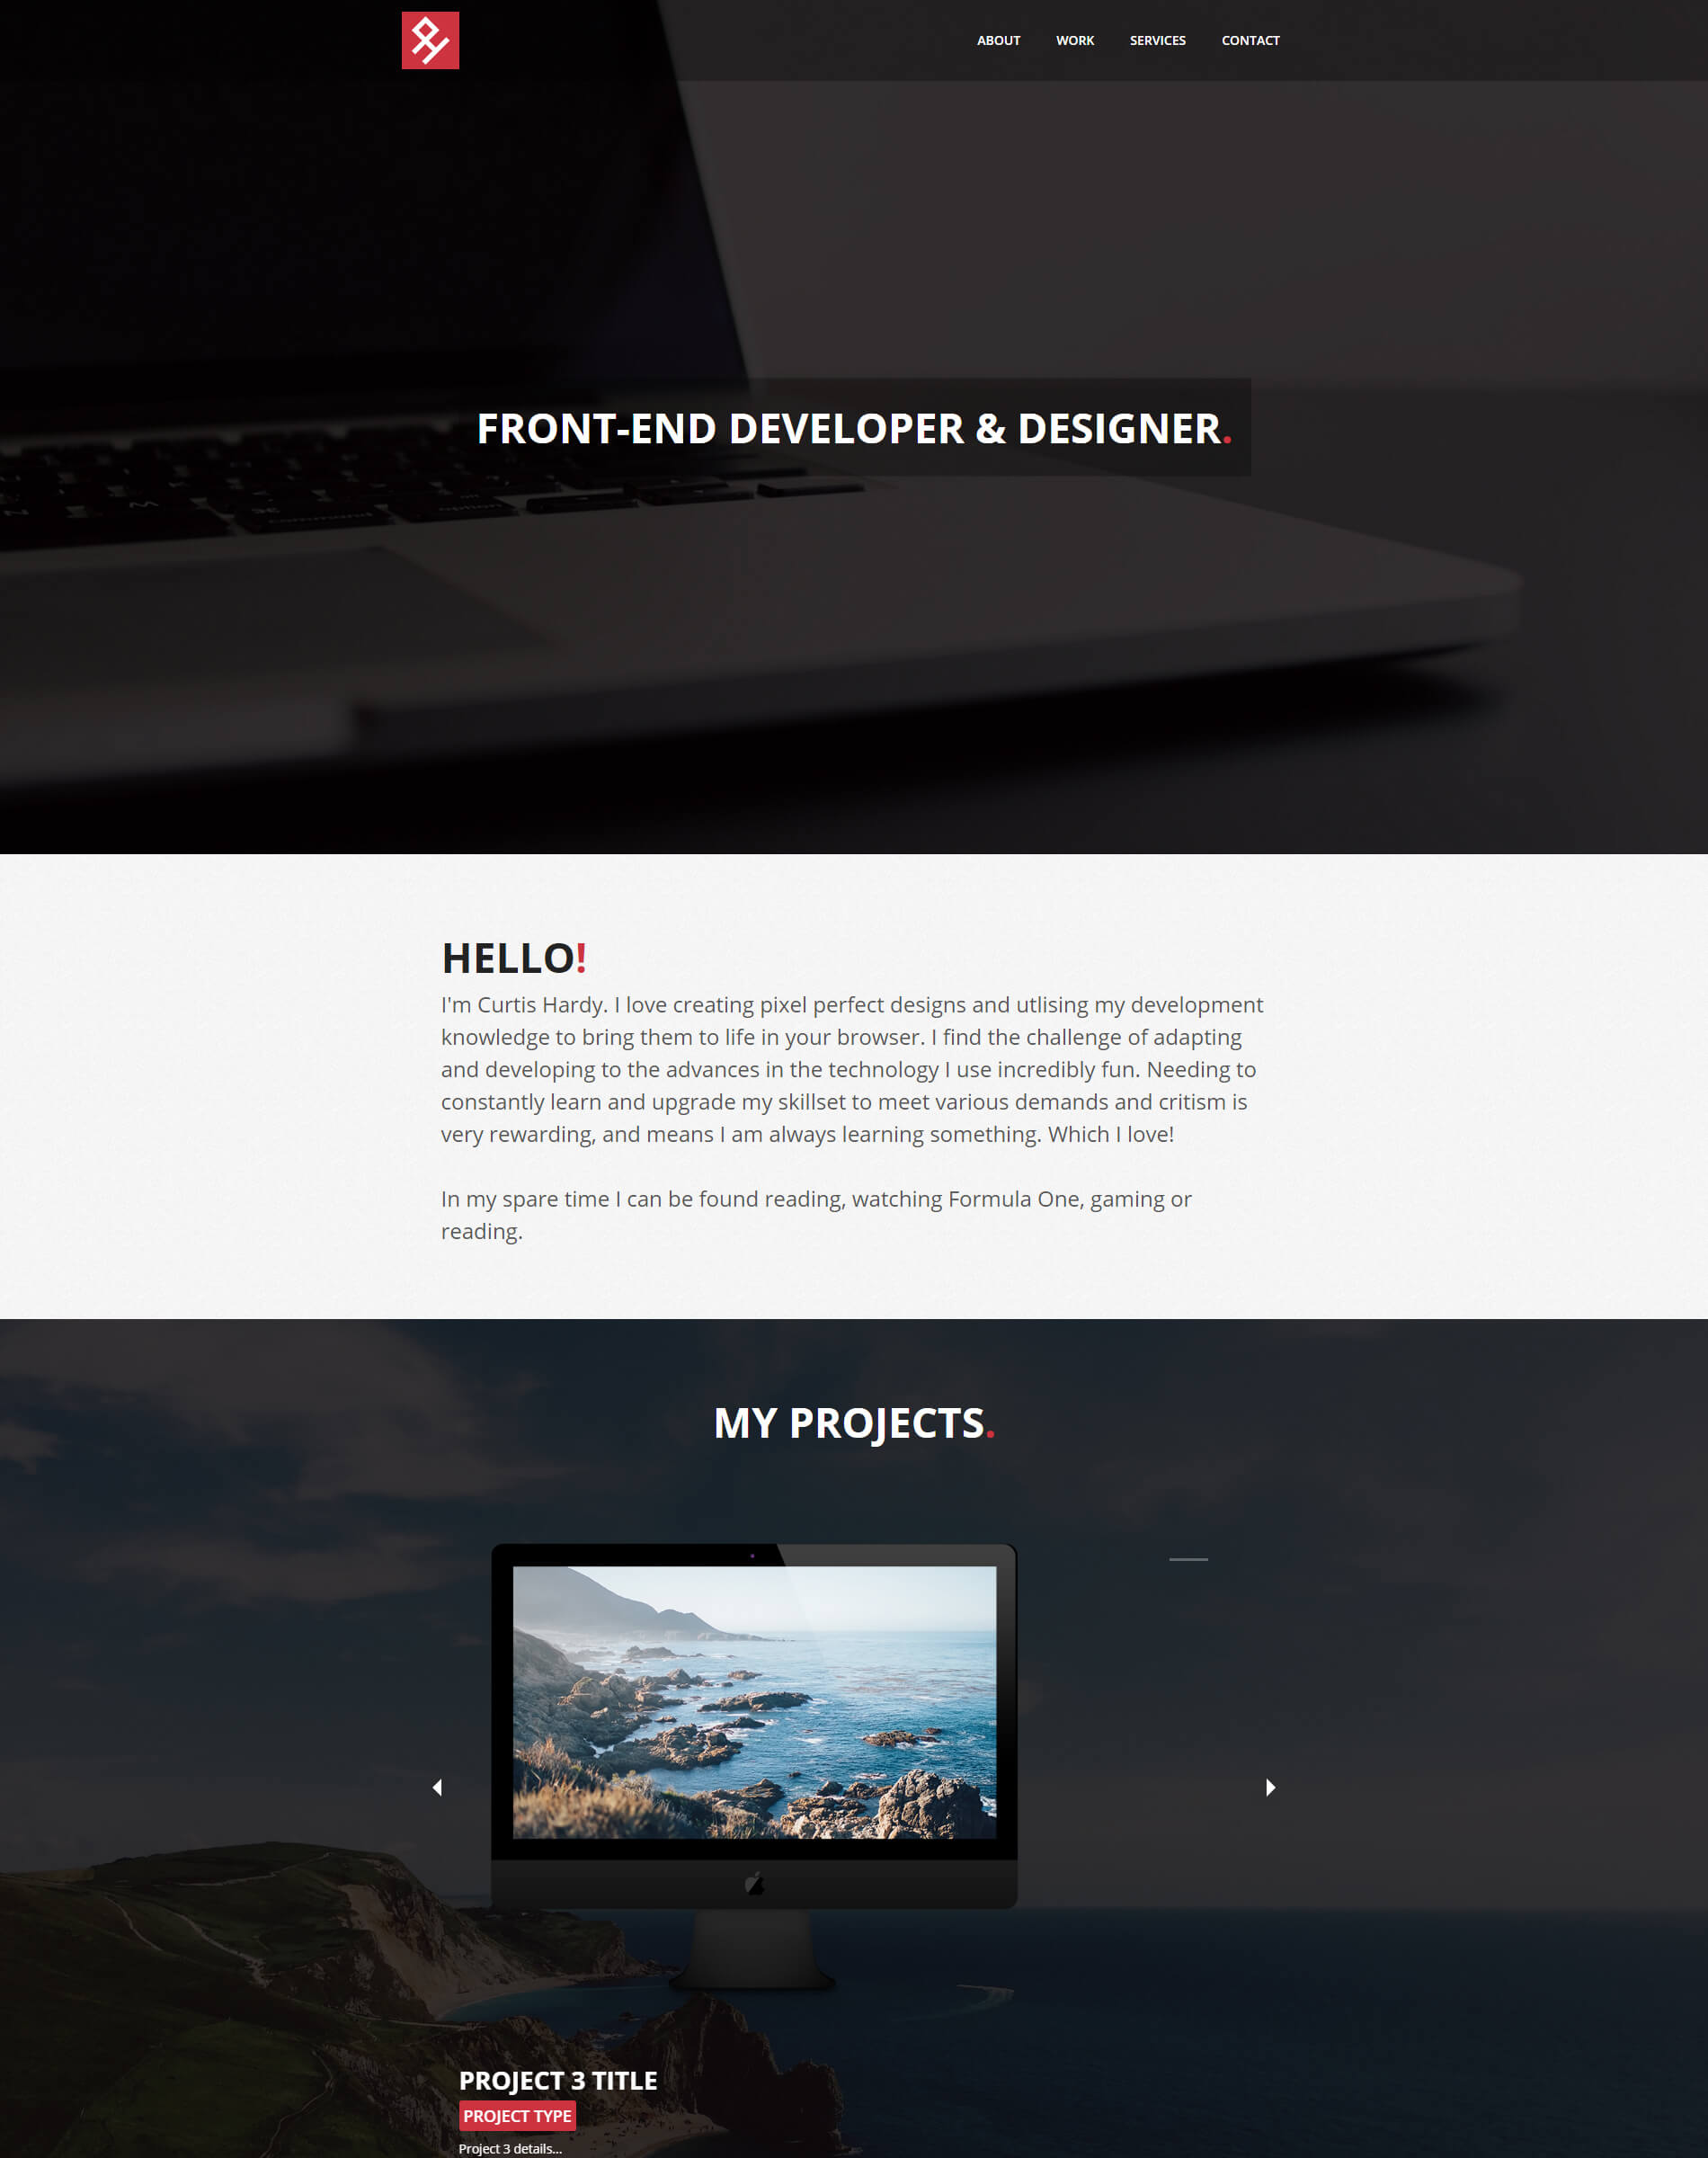 ABOUT WORK SERVICES CONTACT
FRONT-END DEVELOPER & DESIGNER.
command option
HELLO!
I'm Curtis Hardy. I love creating pixel perfect designs and utlising my development
knowledge to bring them to life in your browser. I find the challenge of adapting
and developing to the advances in the technology I use incredibly fun. Needing to
constantly learn and upgrade my skillset to meet various demands and critism is
very rewarding, and means I am always learning something. Which I love!
In my spare time I can be found reading, watching Formula One, gaming or
reading.
MY PROJECTS.
PROJECT 3 TITLE
PROJECT TYPE
Project 3 details...